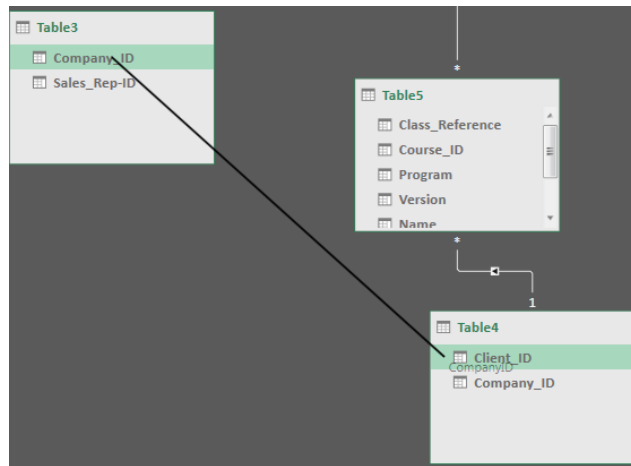 Table3
Company_ID
Sales_Rep-ID
*
Table5
Class_Reference
Course_ID
Program
Version
Name
*
1
Table4
Client_ID
CompanyID
Company_ID